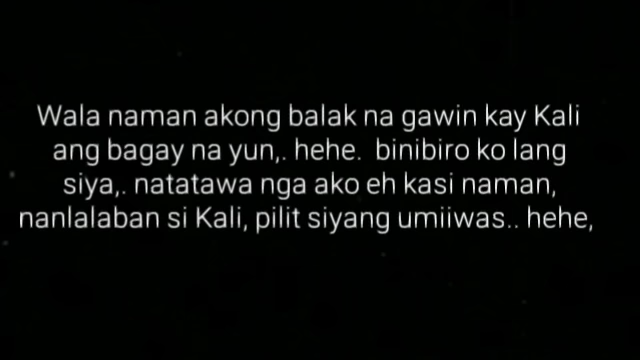 Wala naman akong balak na gawin kay Kali
ang bagay na yun,. hehe. binibiro ko lang
siya,. natatawa nga ako eh kasi naman,
nanlalaban si Kali, pilit siyang umiiwas.. hehe,